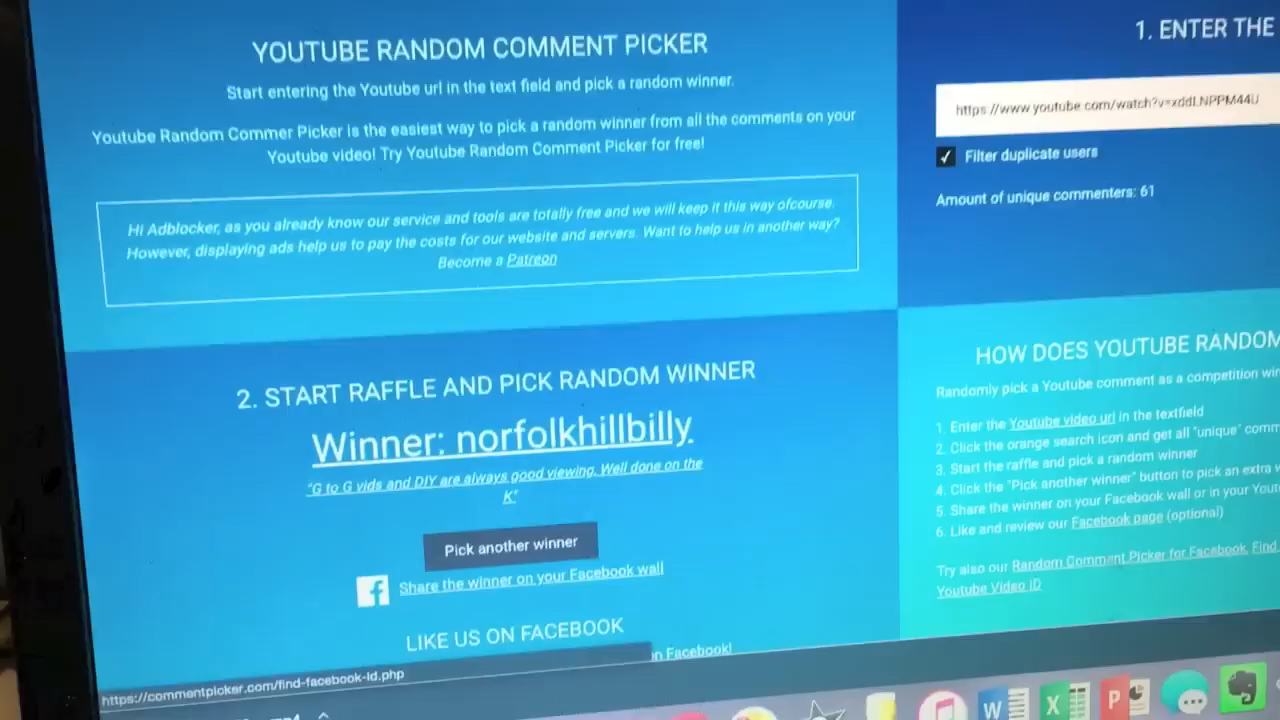 YOUTUBE RANDOM COMMENT PICKER
Start entering the Youtube url in the text field and pick a random winner.
Youtube Random Commer Picker is the easiest way to pick a random winner from all the comments on your
Youtube video! Try Youtube Random Comment Picker for free!
Hi Adblocker, as you already know our service and tools are totally free and we will keep it this way ofcourse.
However, displaying ads help us to pay the costs for our website and servers. Want to help us in another way?
Become a Patreon
1. ENTER THE
https://www.youtube.com/watch?v=xddLNPPM44U
Filter duplicate users
Amount of unique commenters: 61
2. START RAFFLE AND PICK RANDOM WINNER
Winner: norfolkhillbilly
"G to G vids and DIY are always good viewing. Well done on the
K"
Pick another winner
Share the winner on your Facebook wall
LIKE US ON FACEBOOK
n Facebook!
https://commentpicker.com/find-facebook-id.php
HOW DOES YOUTUBE RANDOM
Randomly pick a Youtube comment as a competition
1. Enter the Youtube video url in the textfield
2. Click the orange search icon and get all "unique"
3. Start the raffle and pick a random winner
4. Click the "Pick another winner" button to pick an extra
5. Share the winner on your Facebook wall or in your
6. Like and review our Facebook page (optional)
Try also our Random Comment Picker for Facebook, Find
Youtube Video ID
W
X
P